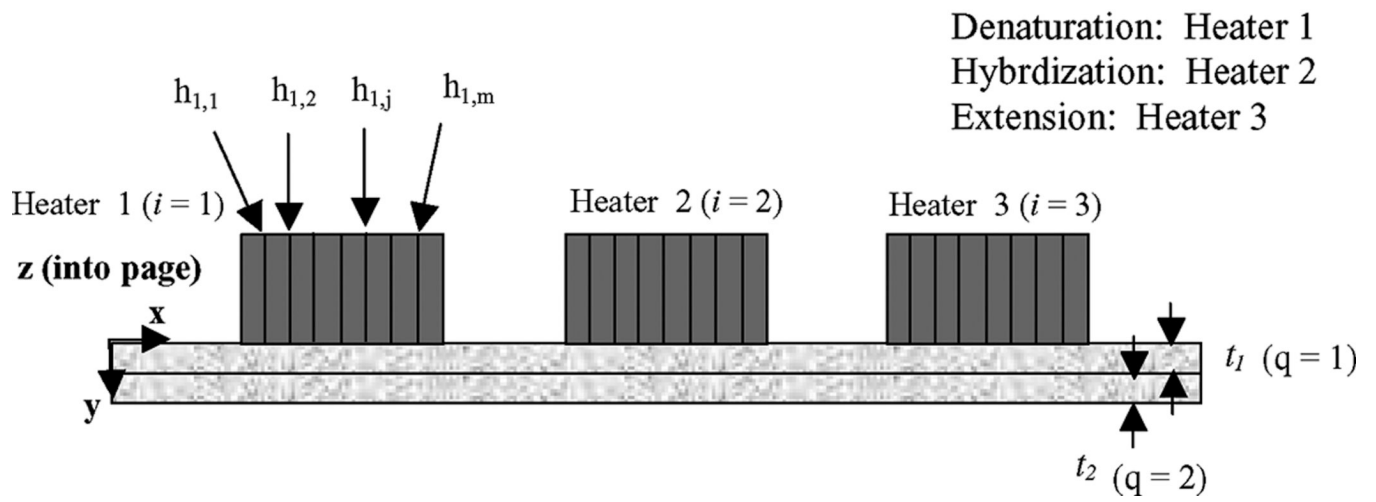 Denaturation: Heater 1
Hybrdization: Heater 2
Extension: Heater 3
h1,1 h1,2 h1,j h1,m
Heater 1 (i = 1) Heater 2 (i = 2) Heater 3 (i = 3)
z (into page)
x
t1 (q = 1)
y
t2 (q = 2)